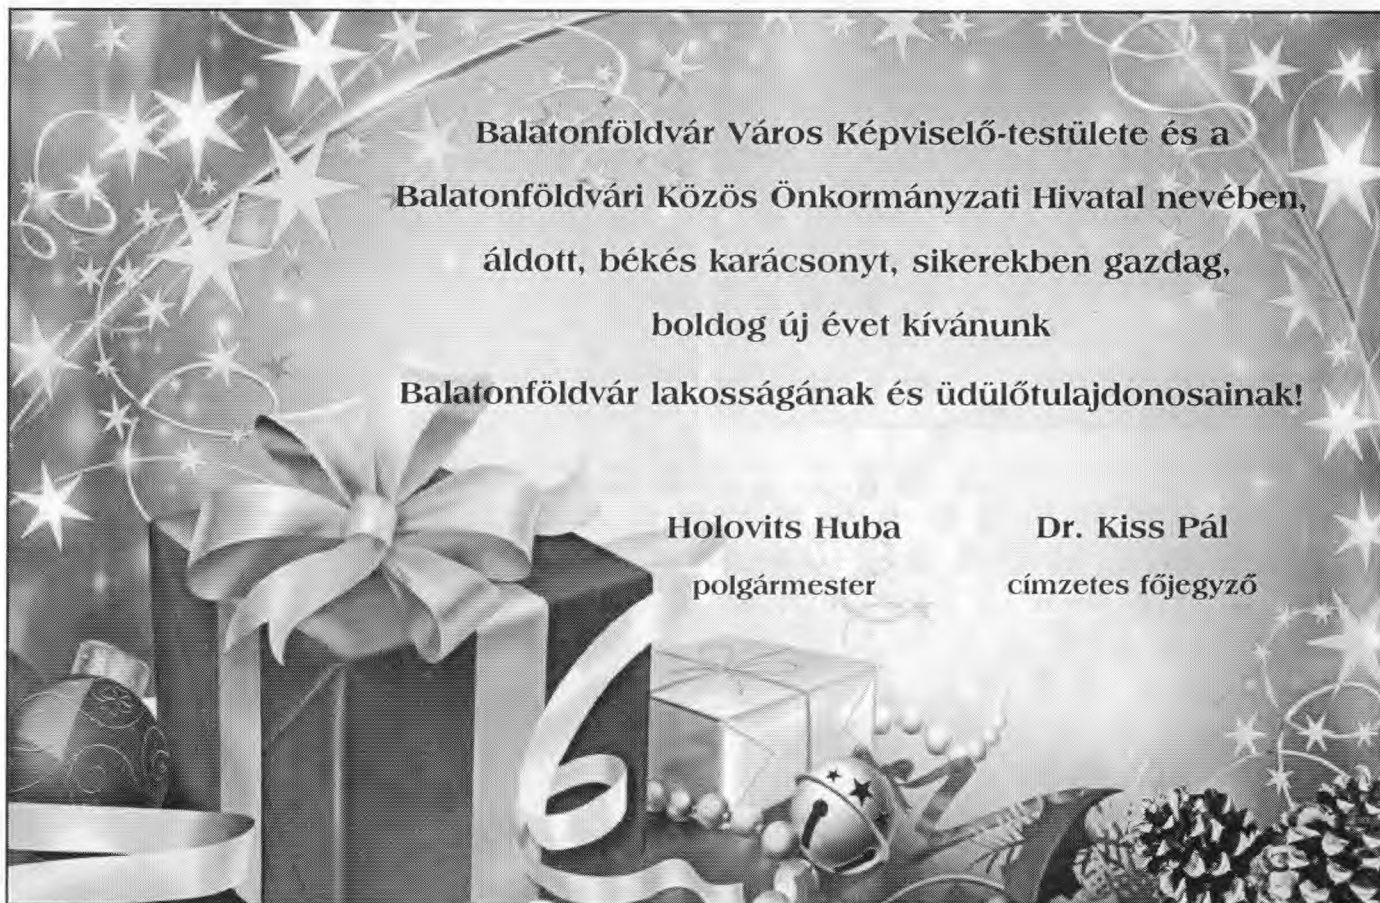 Balatonföldvár Város Képviselő-testülete és a
Balatonföldvári Közös Önkormányzati Hivatal nevében,
áldott, békés karácsonyt, sikerekben gazdag,
boldog új évet kívánunk
Balatonföldvár lakosságának és üdülőtulajdonosainak!
Holovits Huba Dr. Kiss Pál
polgármester címzetes főjegyző